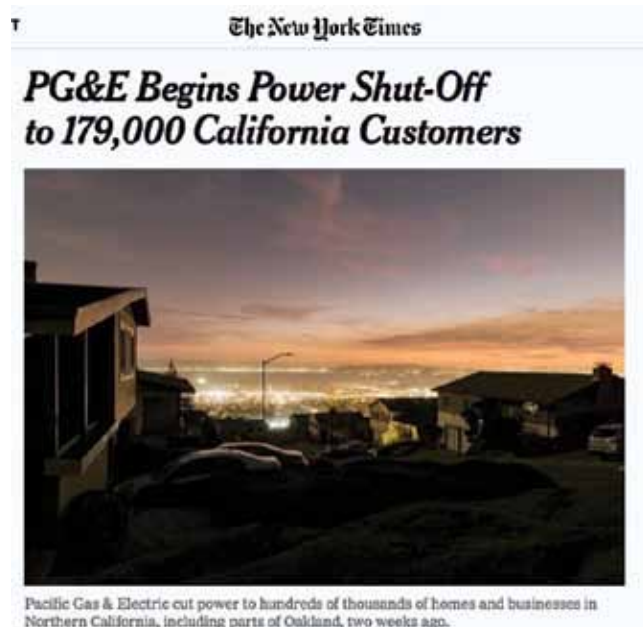 T
The New York Times
PG&E Begins Power Shut-Off
to 179,000 California Customers
Pacific Gas & Electric cut power to hundreds of thousands of homes and businesses in
Northern California, including parts of Oakland, two weeks ago.